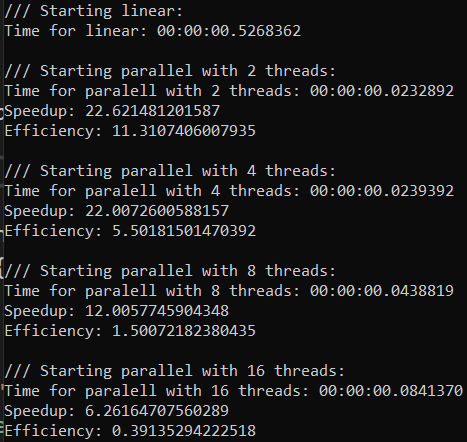 /// Starting linear:
Time for linear: 00:00:00.5268362
/// Starting parallel with 2 threads:
Time for paralell with 2 threads: 00:00:00.0232892
Speedup: 22.621481201587
Efficiency: 11.3107406007935
/// Starting parallel with 4 threads:
Time for paralell with 4 threads: 00:00:00.0239392
Speedup: 22.0072600588157
Efficiency: 5.50181501470392
/// Starting parallel with 8 threads:
Time for paralell with 8 threads: 00:00:00.0438819
Speedup: 12.0057745904348
Efficiency: 1.50072182380435
/// Starting parallel with 16 threads:
Time for paralell with 16 threads: 00:00:00.0841370
Speedup: 6.26164707560289
Efficiency: 0.39135294222518